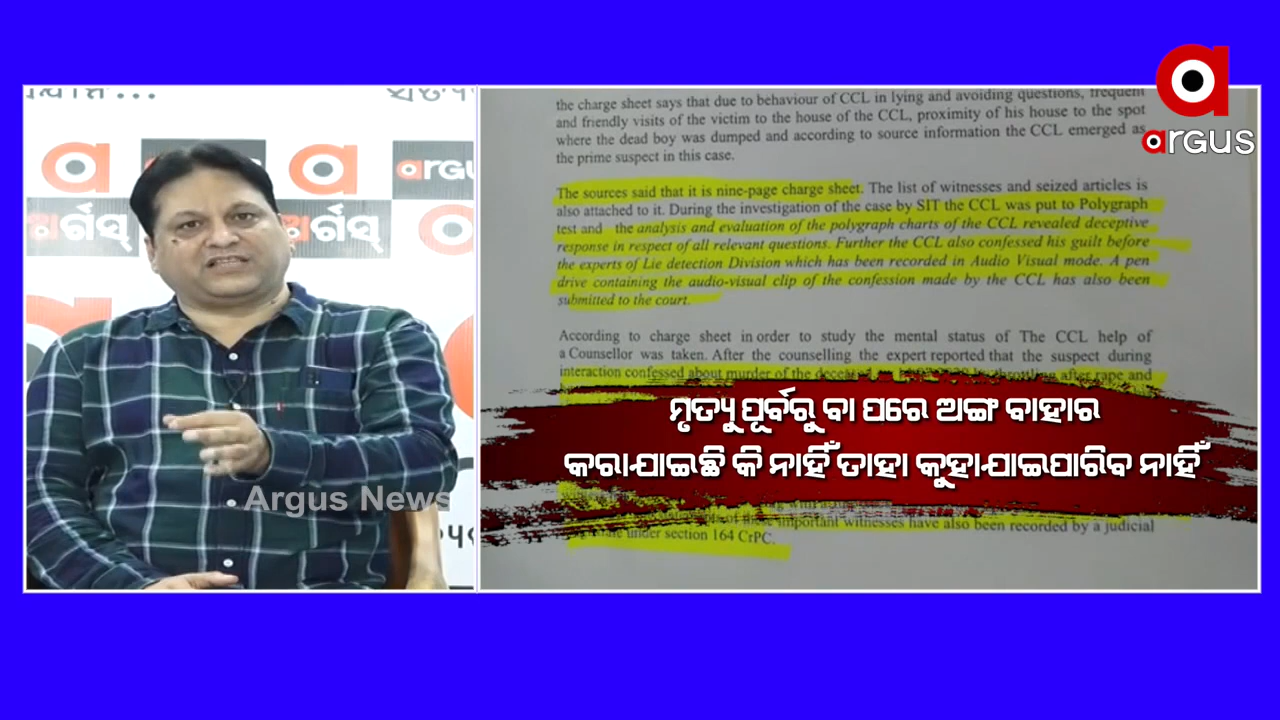 argus
argus
ଅର୍ଗସ୍
ଅର୍ଗସ୍
Argus News
the charge sheet says that due to behaviour of CCL in lying and avoiding questions, frequent
and friendly visits of the victim to the house of the CCL, proximity of his house to the spot
where the dead boy was dumped and according to source information the CCL emerged as
the prime suspect in this case.
The sources said that it is nine-page charge sheet. The list of witnesses and seized articles is
also attached to it. During the investigation of the case by SIT the CCL was put to Polygraph
test and the analysis and evaluation of the polygraph charts of the CCL revealed deceptive
response in respect of all relevant questions. Further the CCL also confessed his guilt before
the experts of Lie detection Division which has been recorded in Audio Visual mode. A pen
drive containing the audio-visual clip of the confession made by the CCL has also been
submitted to the court.
According to charge sheet in order to study the mental status of The CCL help of
a Counsellor was taken. After the counselling the expert reported that the suspect during
interaction confessed about murder of the after rape and
ମୃତ୍ୟୁ ପୂର୍ବରୁ ବା ପରେ ଅଙ୍ଗ ବାହାର
କରାଯାଇଛି କି ନାହିଁ ତାହା କୁହାଯାଇପାରିବ ନାହିଁ
important witnesses have also been recorded by a judicial
under section 164 CrPC.